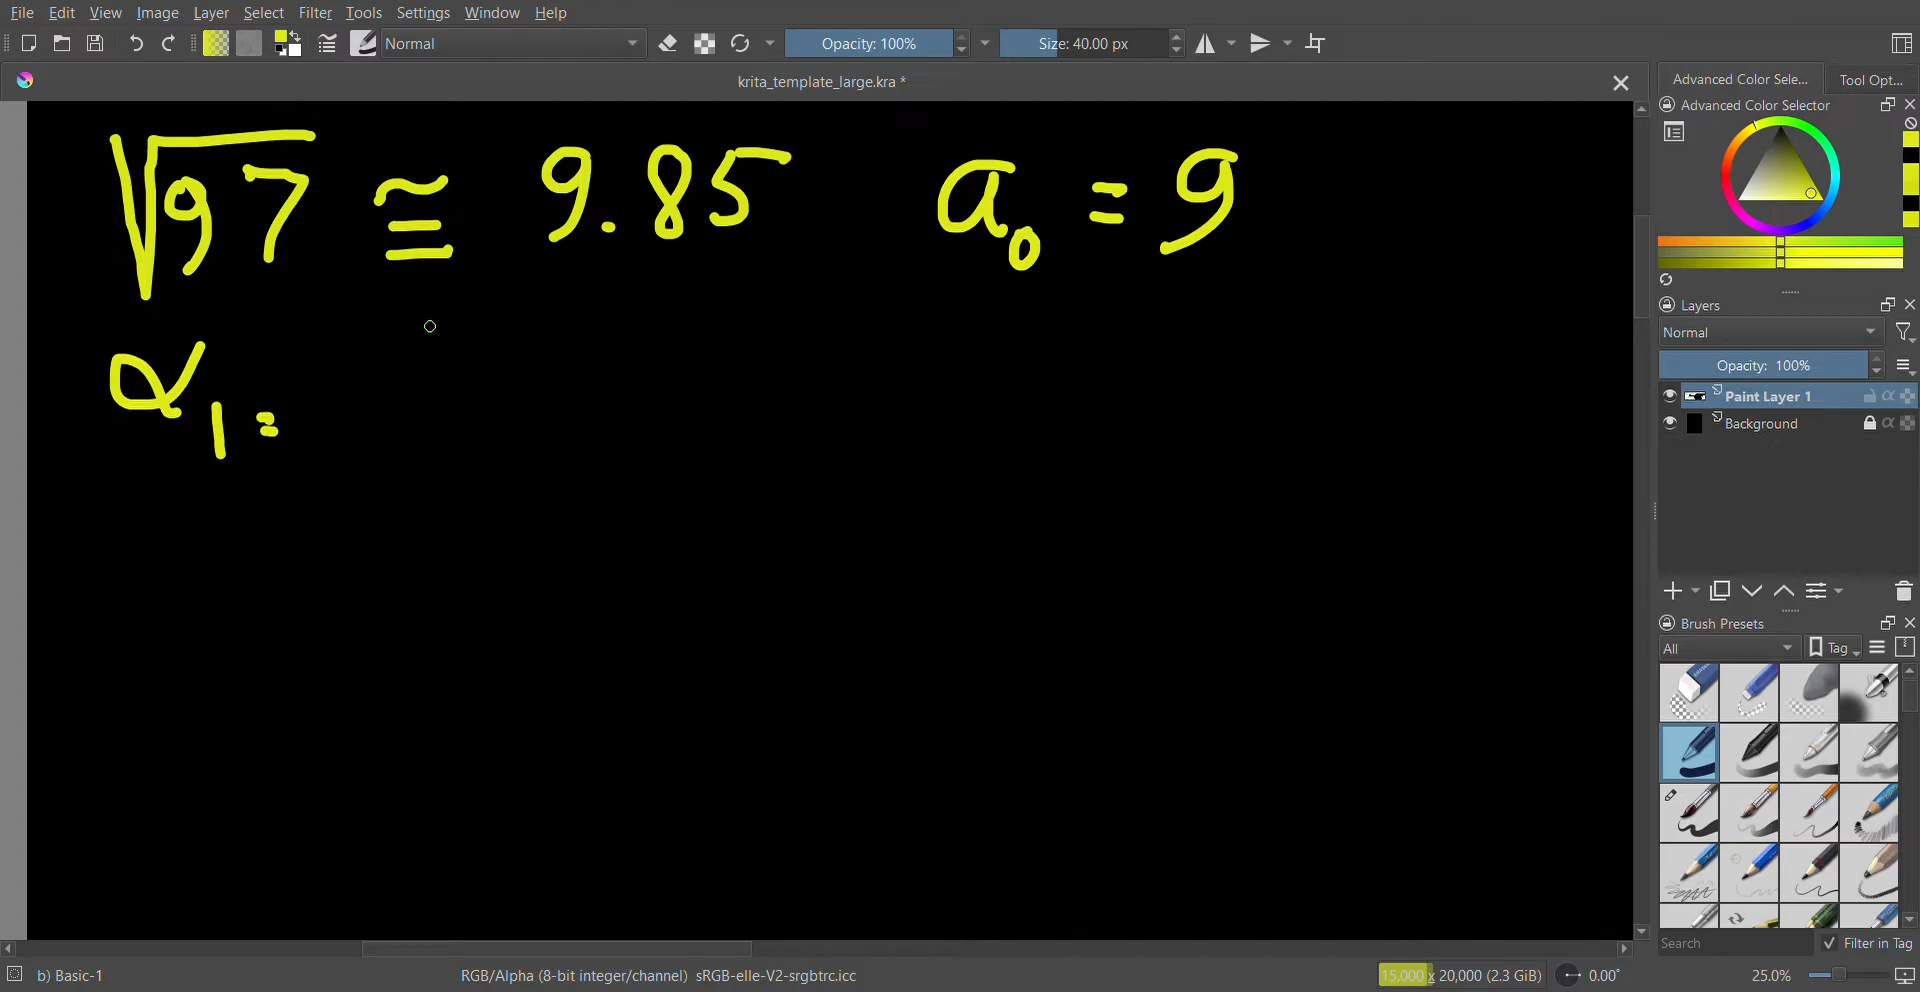 File Edit View Image Layer Select Filter Tools Settings Window Help
Normal Opacity: 100% Size: 40.00 px
krita_template_large.kra *
Advanced Color Sele... Tool Opt...
Advanced Color Selector
√97 ≅ 9.85 a₀ = 9
α₁ =
Layers
Normal
Opacity: 100%
Paint Layer 1
Background
Brush Presets
All Tag
Search Filter in Tag
b) Basic-1 RGB/Alpha (8-bit integer/channel) sRGB-elle-V2-srgbtrc.icc 15,000 x 20,000 (2.3 GiB) 0.00° 25.0%